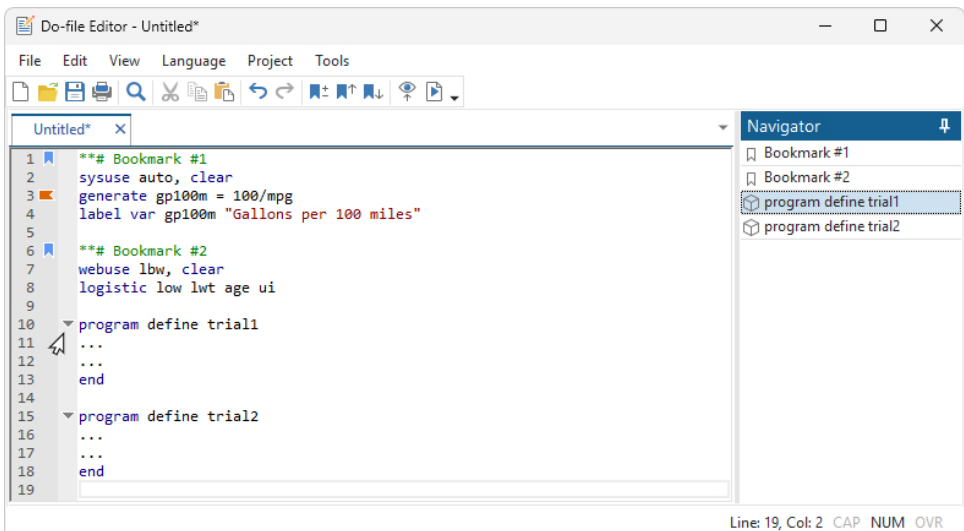 Do-file Editor - Untitled*
File Edit View Language Project Tools
Untitled*
1 **# Bookmark #1
2 sysuse auto, clear
3 generate gp100m = 100/mpg
4 label var gp100m "Gallons per 100 miles"
5
6 **# Bookmark #2
7 webuse lbw, clear
8 logistic low lwt age ui
9
10 program define trial1
11 ...
12 ...
13 end
14
15 program define trial2
16 ...
17 ...
18 end
19
Navigator
Bookmark #1
Bookmark #2
program define trial1
program define trial2
Line: 19, Col: 2 CAP NUM OVR